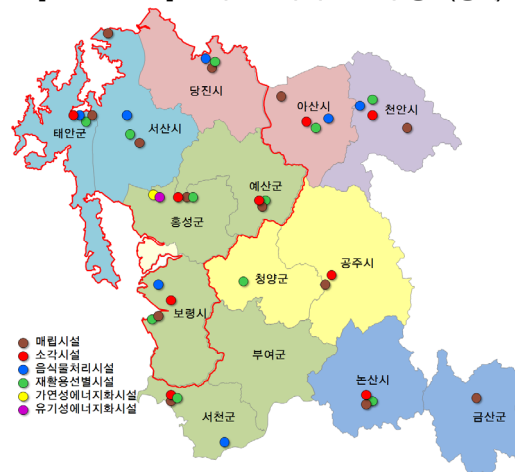 당진시
아산시
천안시
태안군
서산시
예산군
홍성군
공주시
청양군
보령시
부여군
논산시
서천군
금산군
매립시설
소각시설
음식물처리시설
재활용선별시설
가연성에너지화시설
유기성에너지화시설